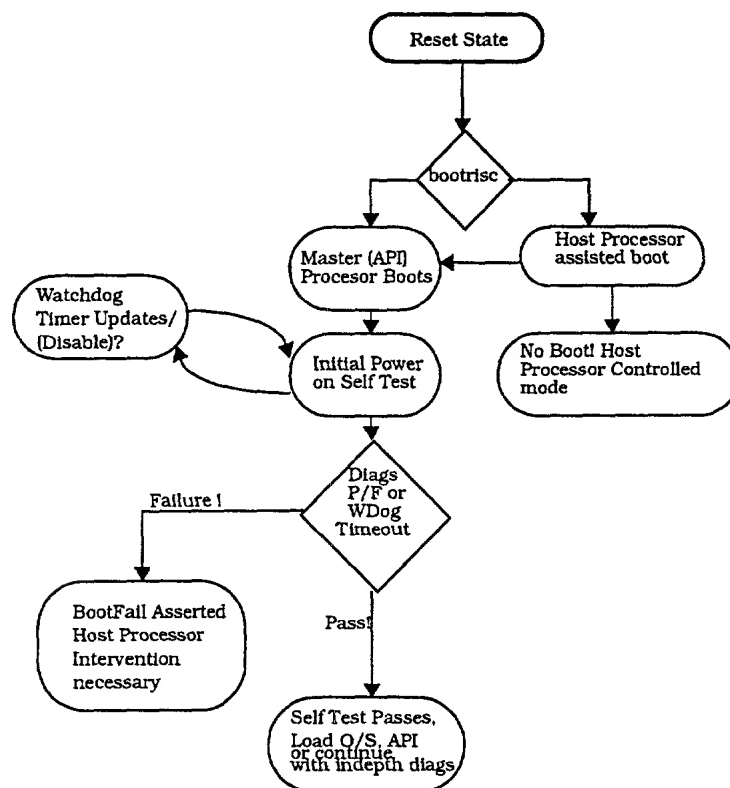 Reset State
bootrisc
Master (API)
Procesor Boots
Host Processor
assisted boot
Watchdog
Timer Updates/
(Disable)?
Initial Power
on Self Test
No Boot! Host
Processor Controlled
mode
Diags
P/F or
WDog
Timeout
Failure !
BootFail Asserted
Host Processor
Intervention
necessary
Pass!
Self Test Passes,
Load O/S, API
or continue
with indepth diags